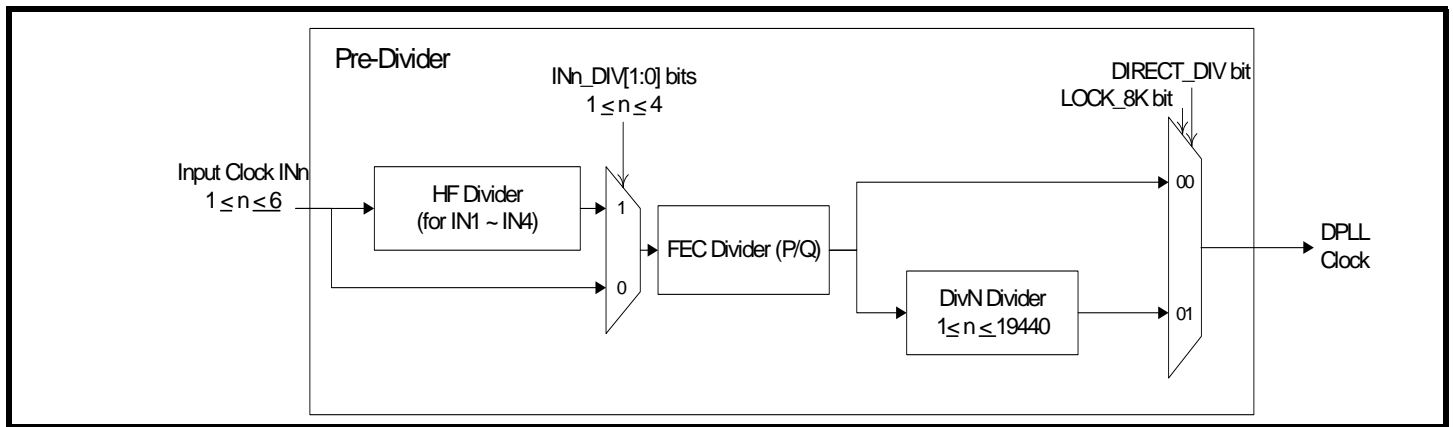 Pre-Divider
INn_DIV[1:0] bits
1 ≤ n ≤ 4
DIRECT_DIV bit
LOCK_8K bit
Input Clock INn
1 ≤ n ≤ 6
HF Divider
(for IN1 ~ IN4)
1
0
FEC Divider (P/Q)
00
DivN Divider
1 ≤ n ≤ 19440
01
DPLL
Clock